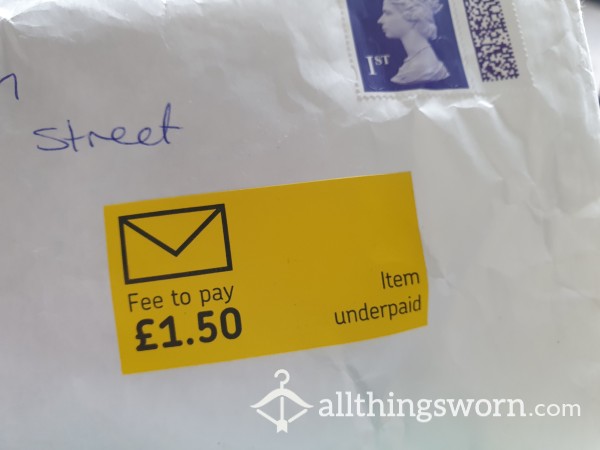 1ST
street
Fee to pay
£1.50
Item
underpaid
allthingsworn.com